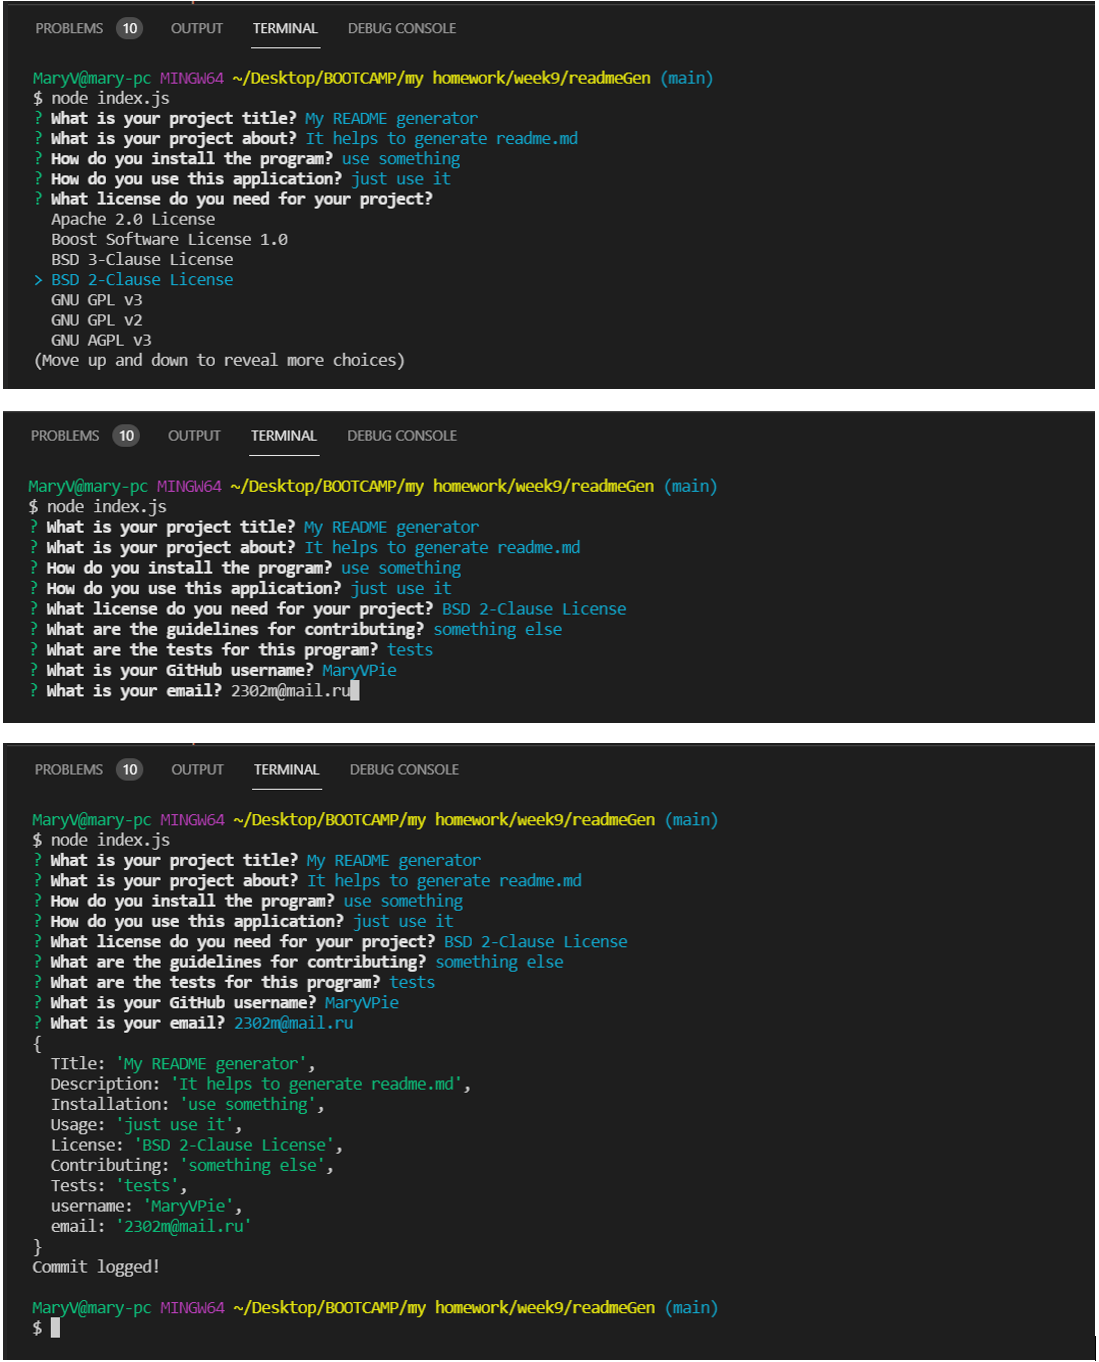 PROBLEMS 10 OUTPUT TERMINAL DEBUG CONSOLE
MaryV@mary-pc MINGW64 ~/Desktop/BOOTCAMP/my homework/week9/readmeGen (main)
$ node index.js
? What is your project title? My README generator
? What is your project about? It helps to generate readme.md
? How do you install the program? use something
? How do you use this application? just use it
? What license do you need for your project?
Apache 2.0 License
Boost Software License 1.0
BSD 3-Clause License
> BSD 2-Clause License
GNU GPL v3
GNU GPL v2
GNU AGPL v3
(Move up and down to reveal more choices)
PROBLEMS 10 OUTPUT TERMINAL DEBUG CONSOLE
MaryV@mary-pc MINGW64 ~/Desktop/BOOTCAMP/my homework/week9/readmeGen (main)
$ node index.js
? What is your project title? My README generator
? What is your project about? It helps to generate readme.md
? How do you install the program? use something
? How do you use this application? just use it
? What license do you need for your project? BSD 2-Clause License
? What are the guidelines for contributing? something else
? What are the tests for this program? tests
? What is your GitHub username? MaryVPie
? What is your email? 2302m@mail.ru
PROBLEMS 10 OUTPUT TERMINAL DEBUG CONSOLE
MaryV@mary-pc MINGW64 ~/Desktop/BOOTCAMP/my homework/week9/readmeGen (main)
$ node index.js
? What is your project title? My README generator
? What is your project about? It helps to generate readme.md
? How do you install the program? use something
? How do you use this application? just use it
? What license do you need for your project? BSD 2-Clause License
? What are the guidelines for contributing? something else
? What are the tests for this program? tests
? What is your GitHub username? MaryVPie
? What is your email? 2302m@mail.ru
{
TItle: 'My README generator',
Description: 'It helps to generate readme.md',
Installation: 'use something',
Usage: 'just use it',
License: 'BSD 2-Clause License',
Contributing: 'something else',
Tests: 'tests',
username: 'MaryVPie',
email: '2302m@mail.ru'
}
Commit logged!
MaryV@mary-pc MINGW64 ~/Desktop/BOOTCAMP/my homework/week9/readmeGen (main)
$